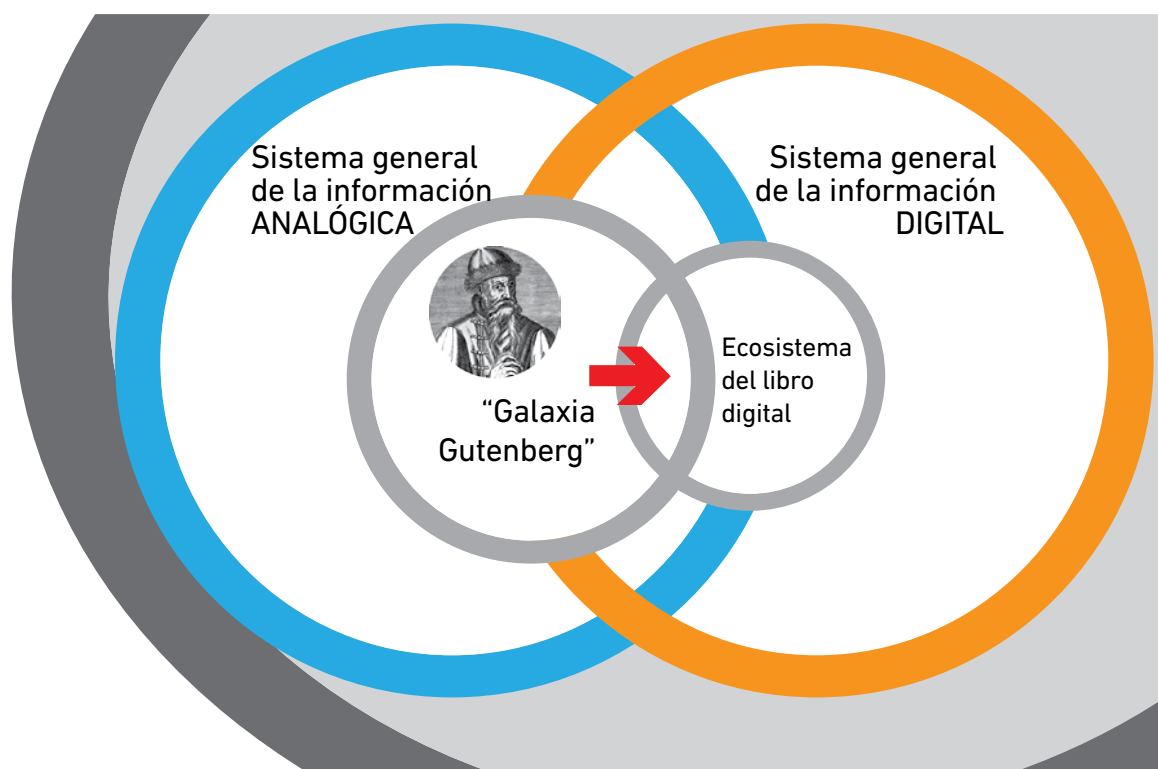 Sistema general
de la información
ANALÓGICA
Sistema general
de la información
DIGITAL
“Galaxia
Gutenberg”
Ecosistema
del libro
digital